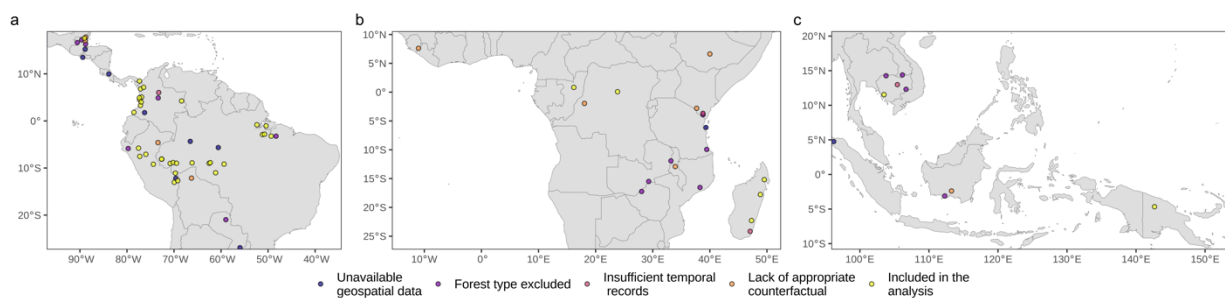 a
b
c
10°N
0°
10°S
20°S
90°W
80°W
70°W
60°W
50°W
40°W
10°N
5°N
0°
5°S
10°S
15°S
20°S
25°S
10°W
0°
10°E
20°E
30°E
40°E
50°E
20°N
15°N
10°N
5°N
0°
5°S
10°S
100°E
110°E
120°E
130°E
140°E
150°E
Unavailable
geospatial data
Forest type excluded
Insufficient temporal
records
Lack of appropriate
counterfactual
Included in the
analysis